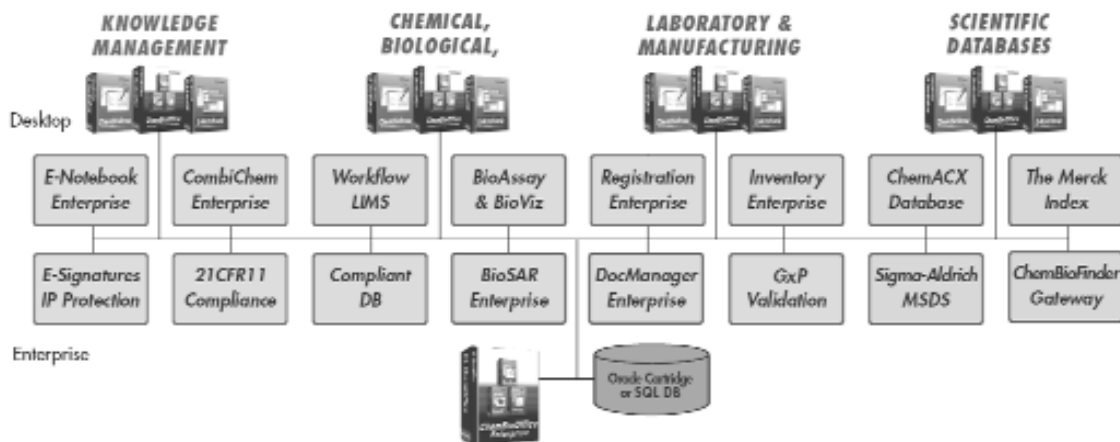 KNOWLEDGE
MANAGEMENT
CHEMICAL,
BIOLOGICAL,
LABORATORY &
MANUFACTURING
SCIENTIFIC
DATABASES
Desktop
E-Notebook
Enterprise
CombiChem
Enterprise
Workflow
LIMS
BioAssay
& BioViz
Registration
Enterprise
Inventory
Enterprise
ChemACX
Database
The Merck
Index
E-Signatures
IP Protection
21CFR11
Compliance
Compliant
DB
BioSAR
Enterprise
DocManager
Enterprise
GxP
Validation
Sigma-Aldrich
MSDS
ChemBioFinder
Gateway
Enterprise
ChemBioOffice
Enterprise
Oracle Cartridge
or SQL DB